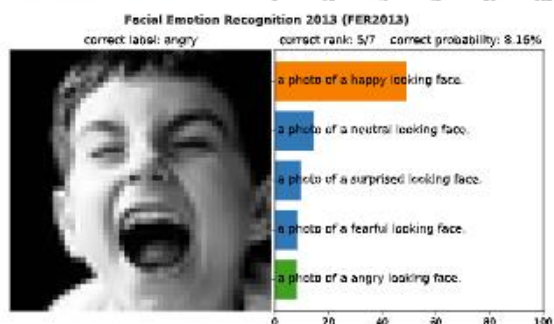 Facial Emotion Recognition 2013 (FER2013)
correct label: angry correct rank: 5/7 correct probability: 8.16%
a photo of a happy looking face.
a photo of a neutral looking face.
a photo of a surprised looking face.
a photo of a fearful looking face.
a photo of a angry looking face.
0 20 40 60 80 100